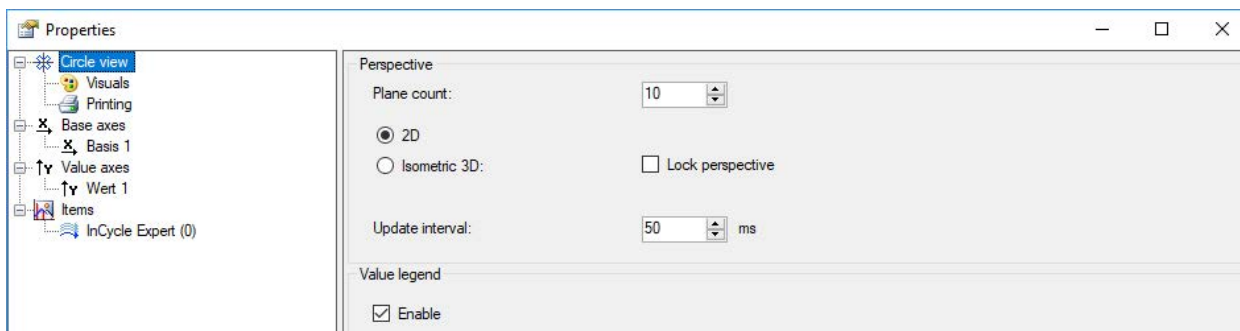 Properties
Circle view
Visuals
Printing
X Base axes
X Basis 1
Y Value axes
Y Wert 1
Items
InCycle Expert (0)
Perspective
Plane count: 10
2D
Isometric 3D: Lock perspective
Update interval: 50 ms
Value legend
Enable